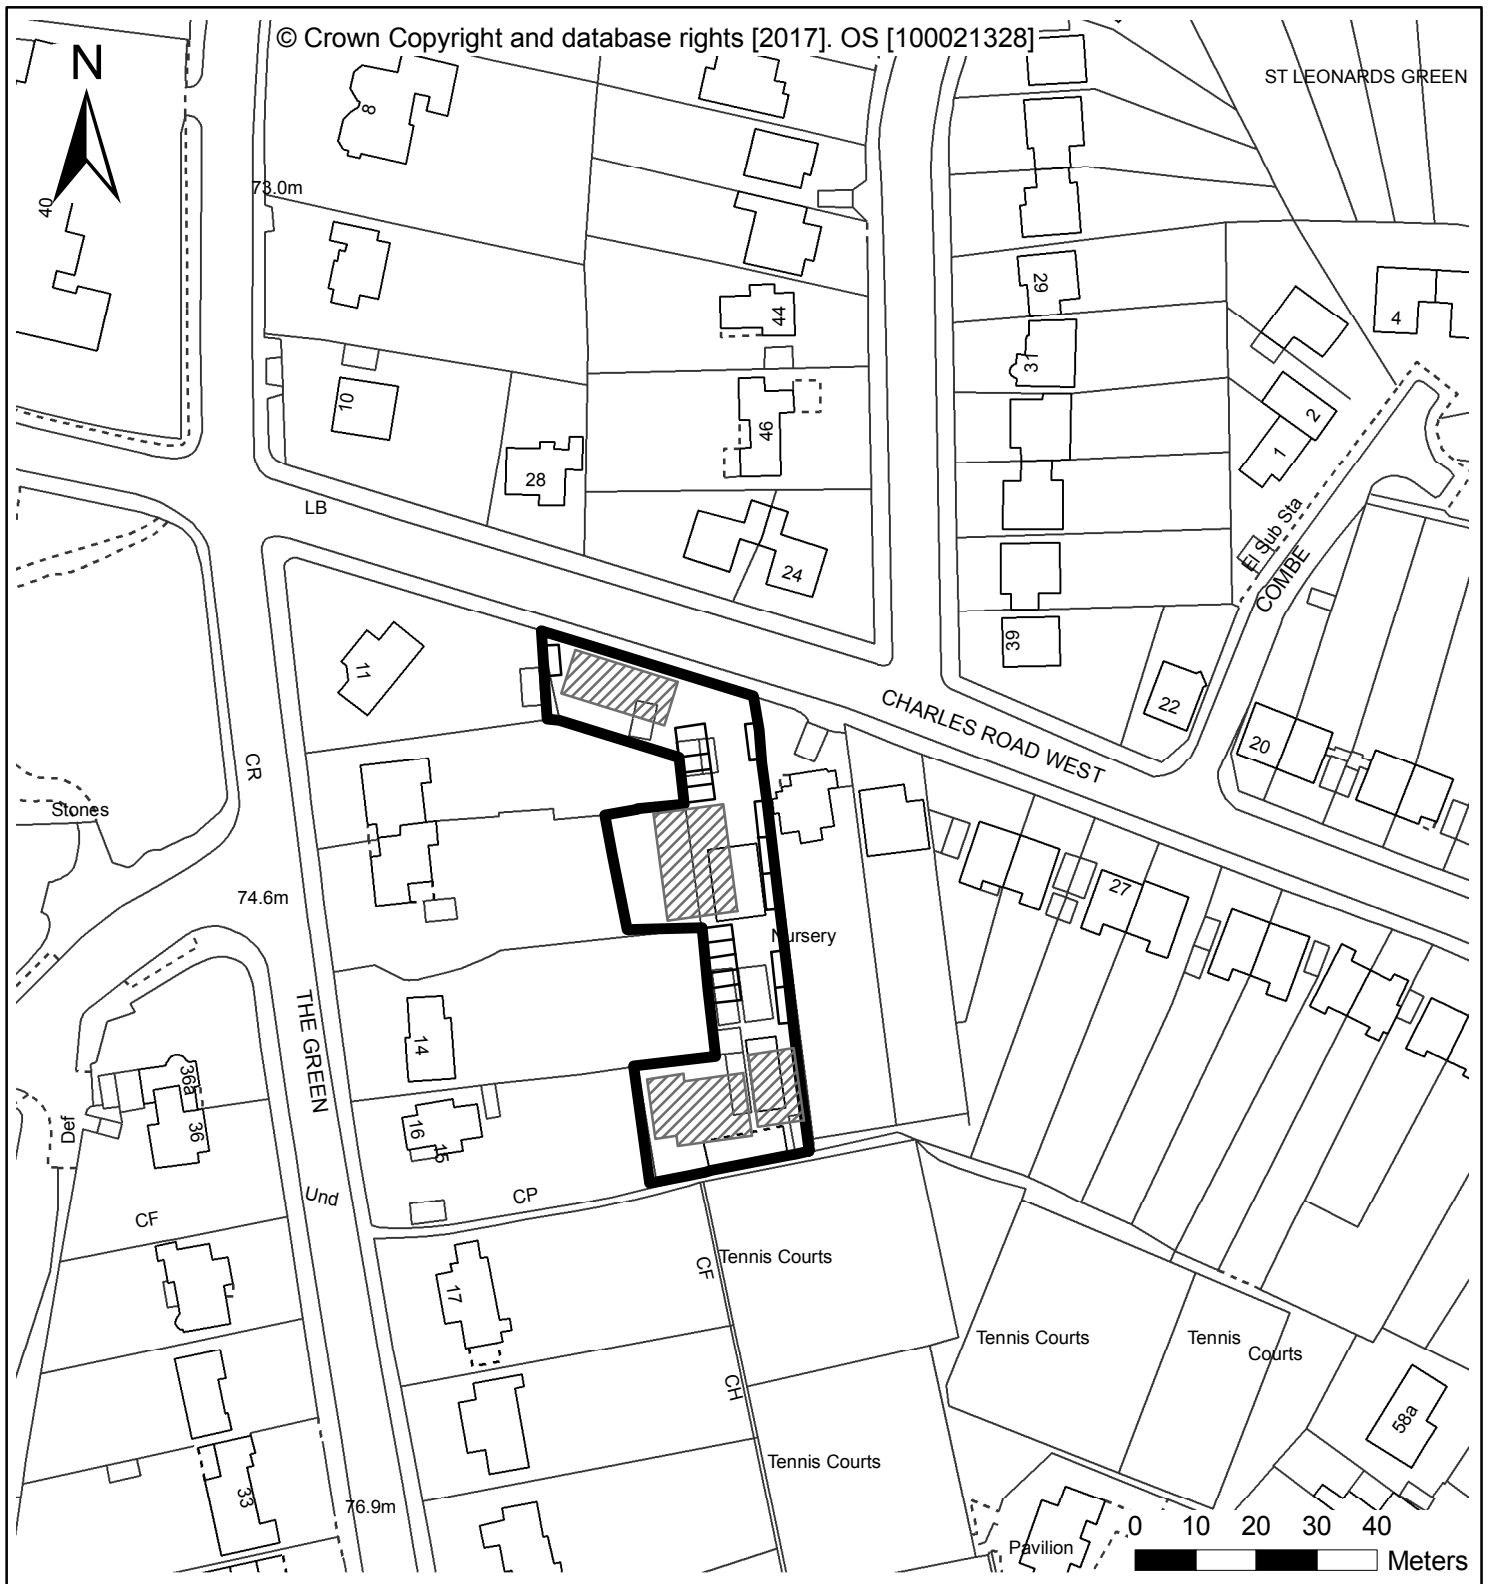 © Crown Copyright and database rights [2017]. OS [100021328]
N
ST LEONARDS GREEN
8
73.0m
40
29
44
4
31
10
46
2
1
28
LB
El Sub Sta
24
COMBE
39
11
22
CHARLES ROAD WEST
20
CR
Stones
27
74.6m
Nursery
THE GREEN
14
36a
Def
36
16
15
Und
CP
CF
CF
Tennis Courts
17
Tennis Courts
Tennis
Courts
CH
58a
Tennis Courts
33
76.9m
Pavilion
0 10 20 30 40
Meters